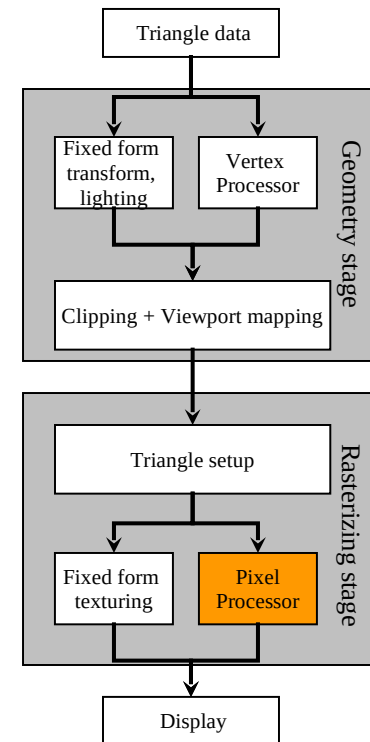 Triangle data
Fixed form
transform,
lighting
Vertex
Processor
Geometry stage
Clipping + Viewport mapping
Triangle setup
Rasterizing stage
Fixed form
texturing
Pixel
Processor
Display